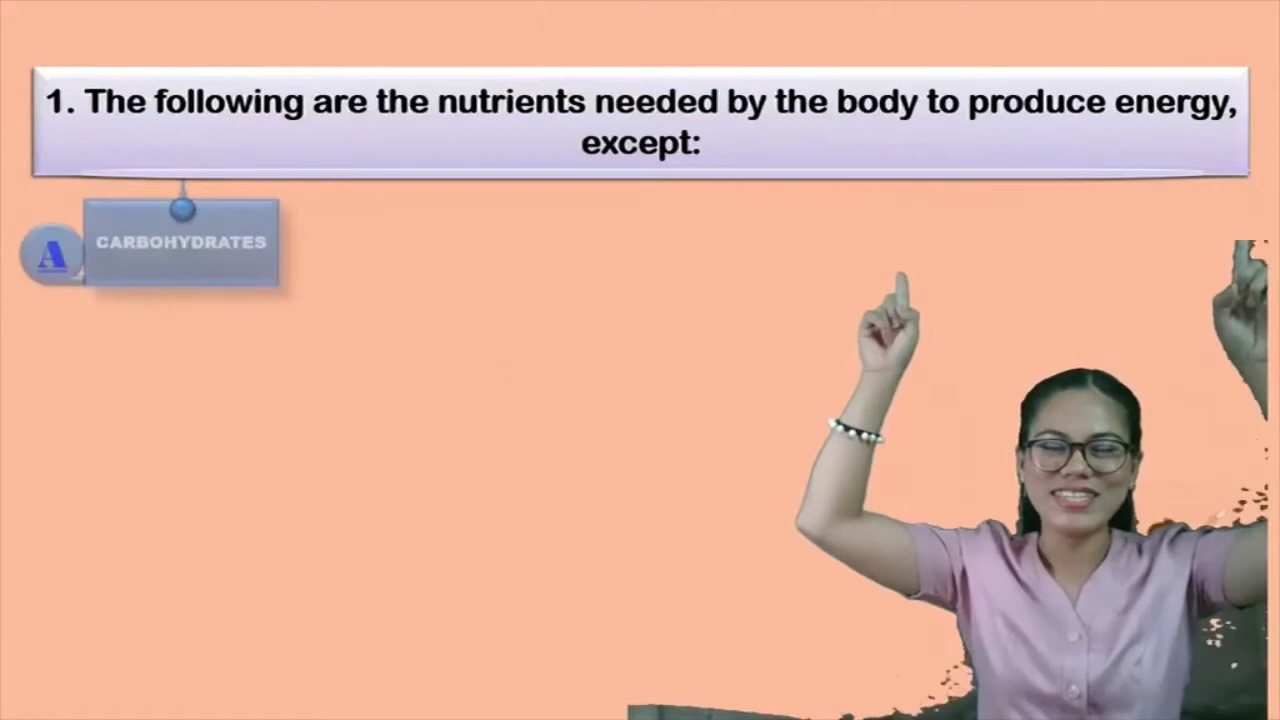 1. The following are the nutrients needed by the body to produce energy,
except:
A
CARBOHYDRATES